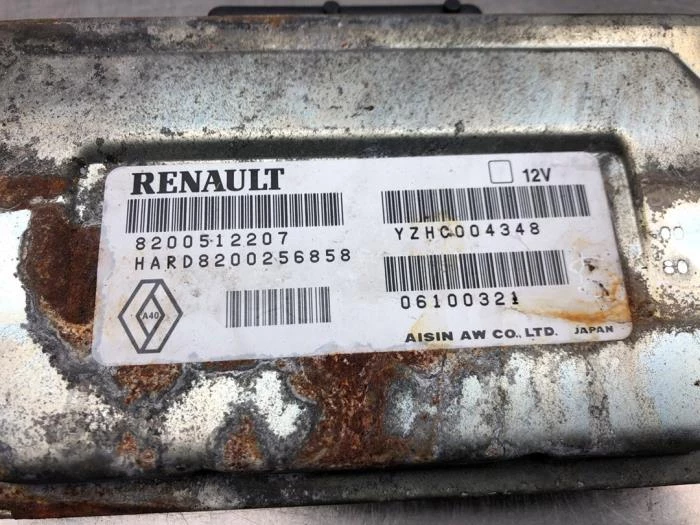 RENAULT
12V
8200512207
HARD8200256858
YZHC004348
06100321
A40
AISIN AW CO., LTD. JAPAN